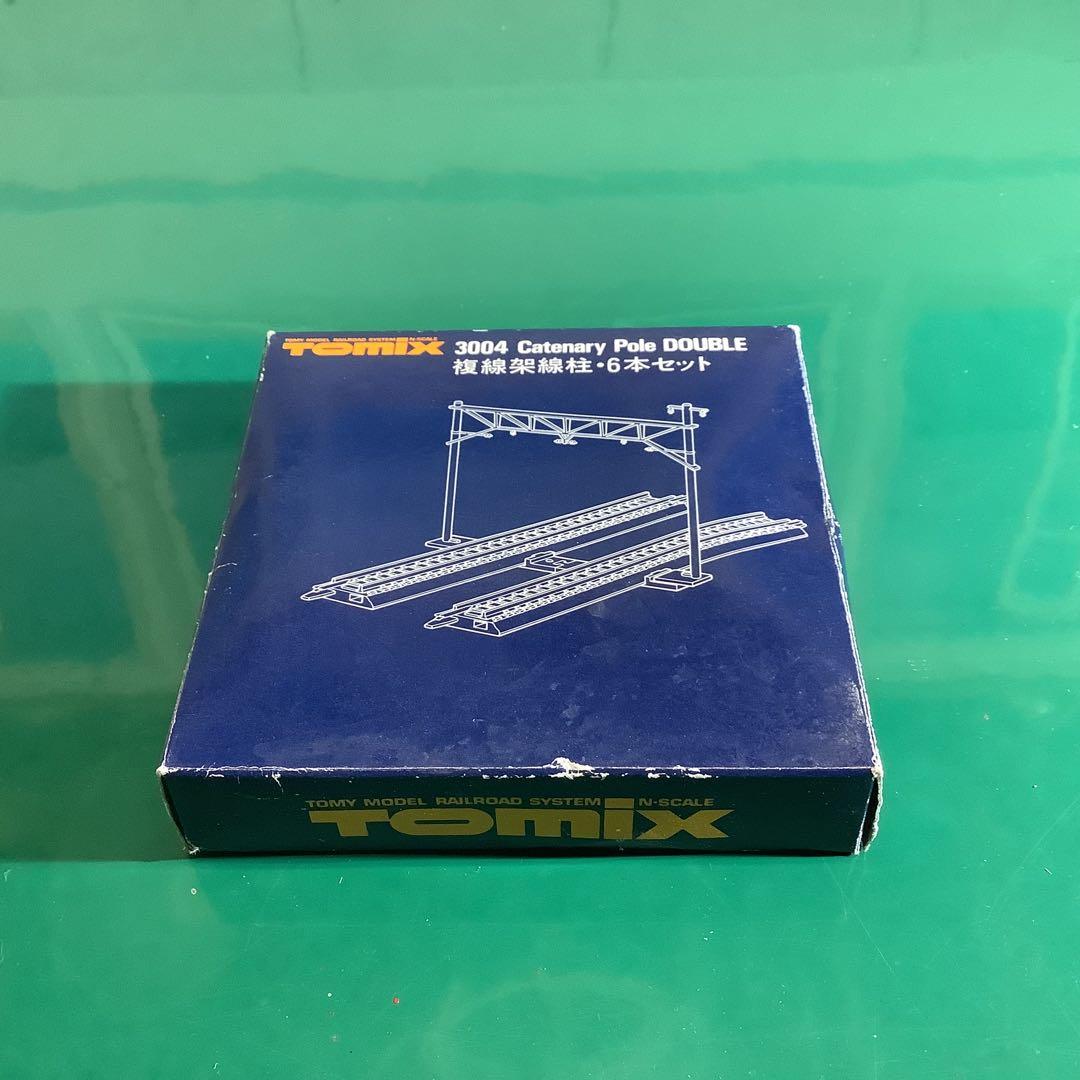 TOMY MODEL RAILROAD SYSTEM N-SCALE
TOMIX 3004 Catenary Pole DOUBLE
複線架線柱・6本セット
TOMY MODEL RAILROAD SYSTEM N-SCALE
TOMIX